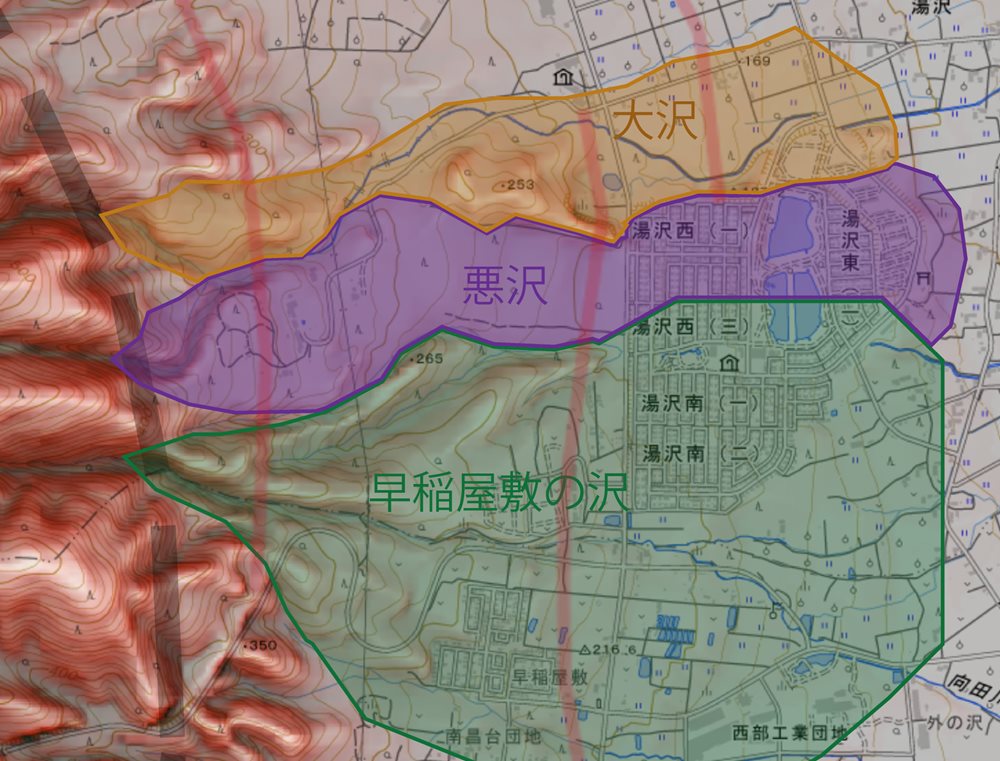 湯沢
169
大沢
300
253
湯沢西(一)
湯沢東(一)
悪沢
湯沢西(三)
265
湯沢南(一)
湯沢南(二)
早稲屋敷の沢
350
216.6
早稲屋敷
向田川
外の沢
南昌台団地
西部工業団地